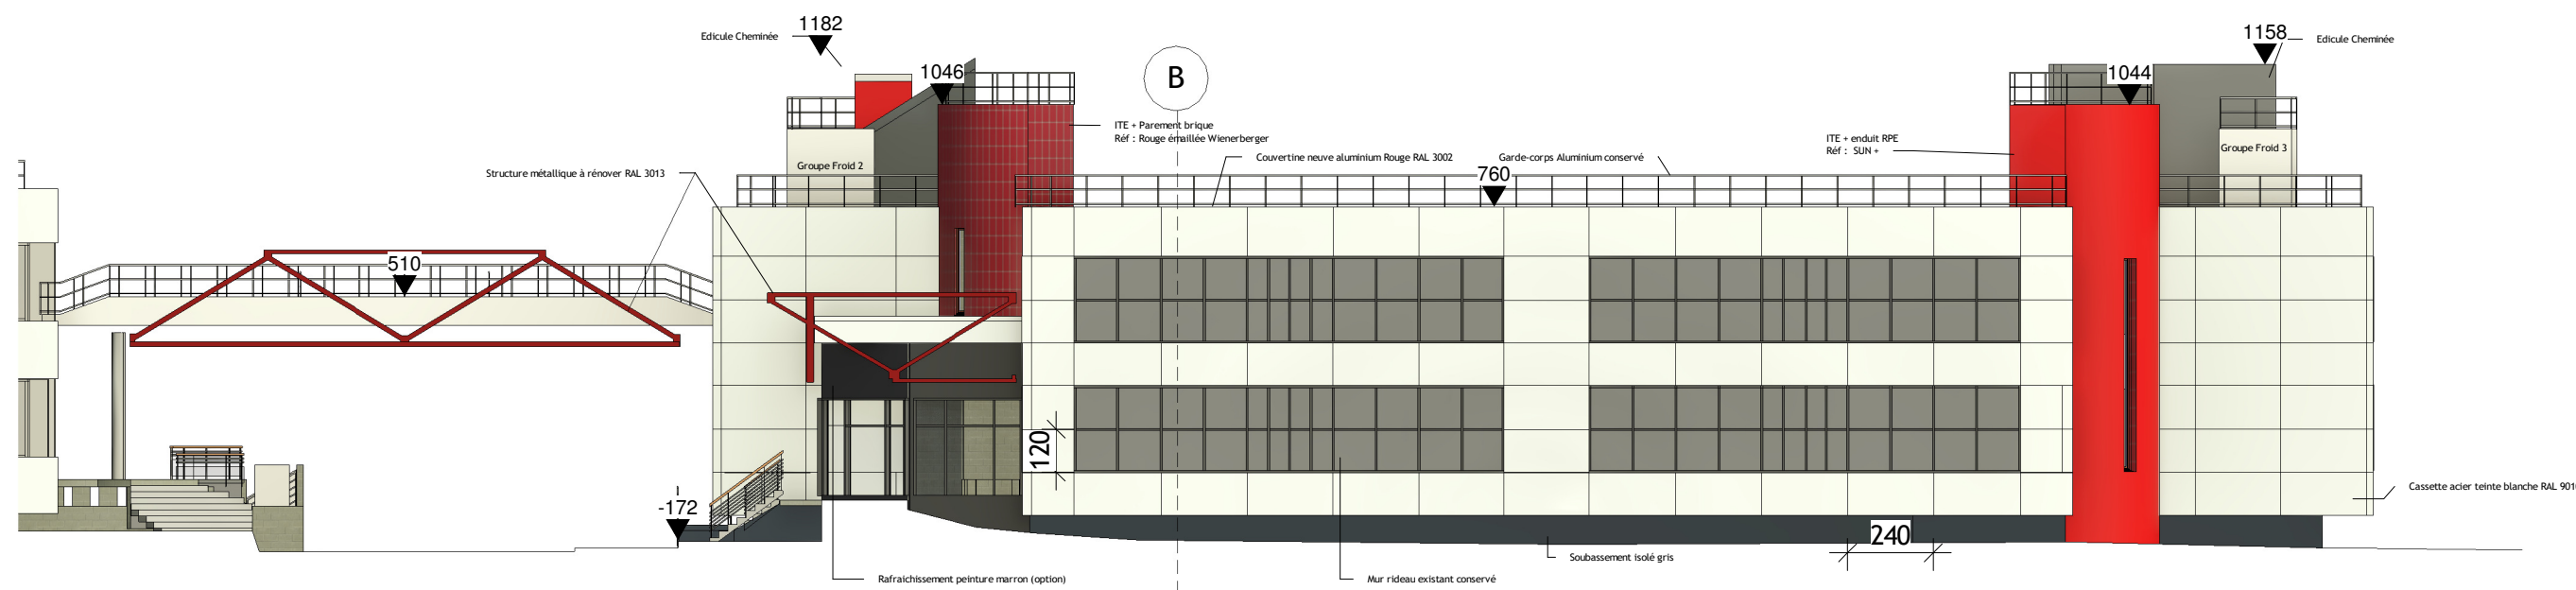 1182
Edicule Cheminée
1046
B
1158
Edicule Cheminée
1044
ITE + Parement brique
Réf : Rouge émaillée Wienerberger
ITE + enduit RPE
Réf : SUN +
Groupe Froid 2
Groupe Froid 3
Structure métallique à rénover RAL 3013
Couvertine neuve aluminium Rouge RAL 3002
Garde-corps Aluminium conservé
760
510
120
Cassette acier teinte blanche RAL 9010
-172
240
Soubassement isolé gris
Rafraichissement peinture marron (option)
Mur rideau existant conservé